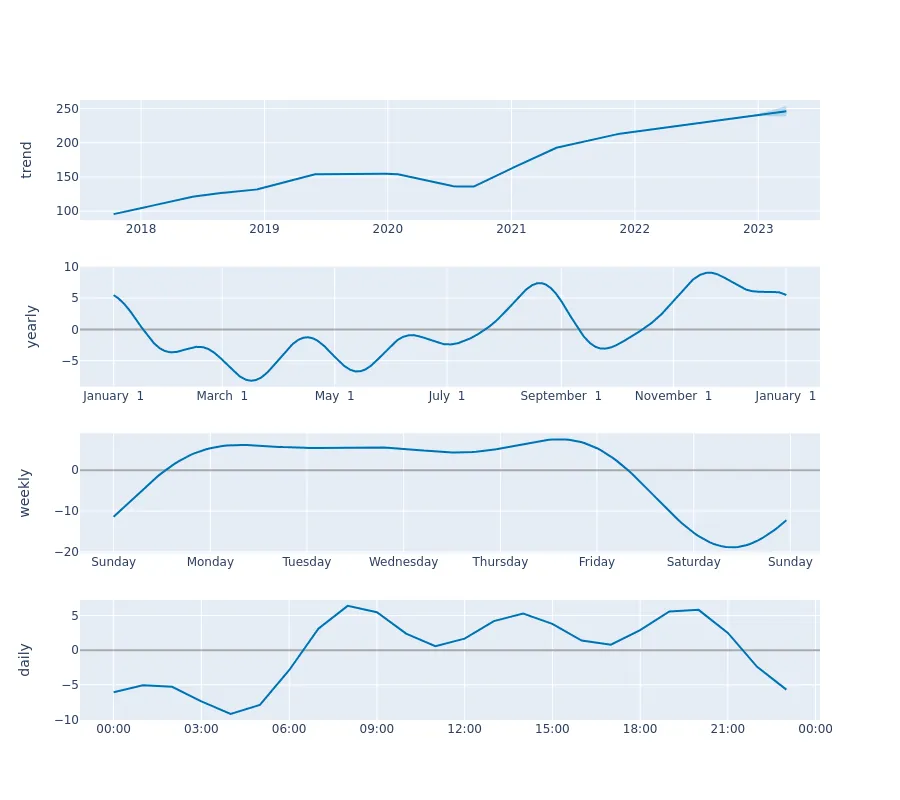 trend
250
200
150
100
2018 2019 2020 2021 2022 2023
yearly
10
5
0
−5
January 1 March 1 May 1 July 1 September 1 November 1 January 1
weekly
0
−10
−20
Sunday Monday Tuesday Wednesday Thursday Friday Saturday Sunday
daily
5
0
−5
−10
00:00 03:00 06:00 09:00 12:00 15:00 18:00 21:00 00:00